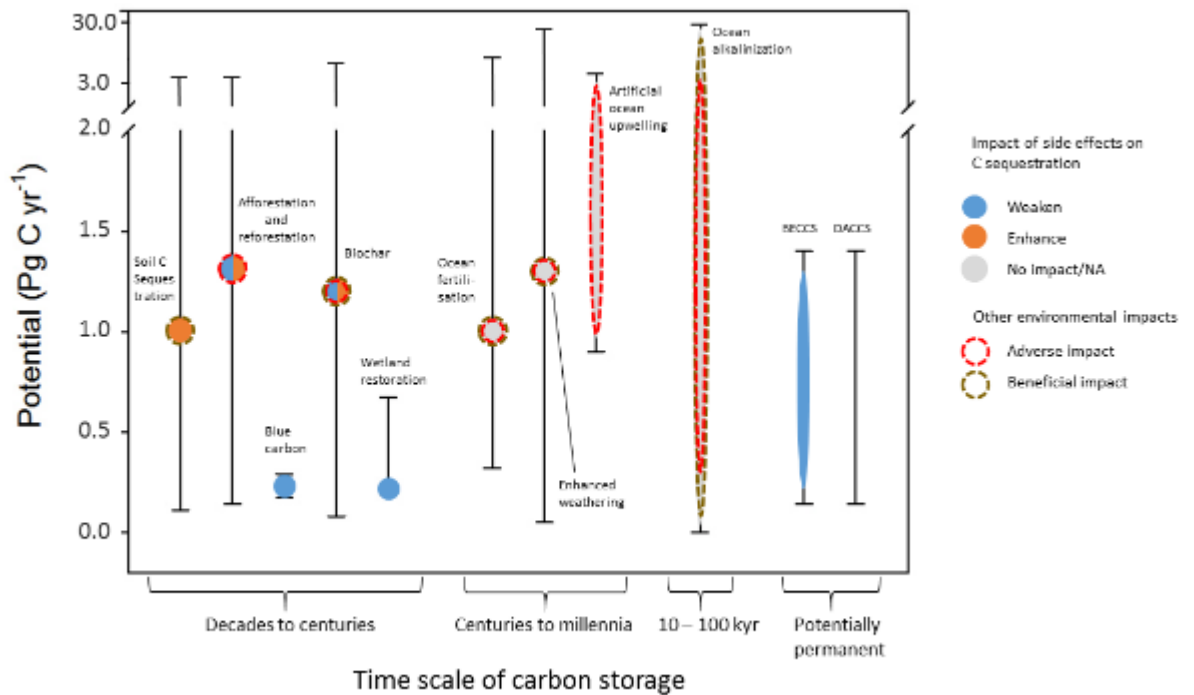 Potential (Pg C yr-1)
30.0
3.0
2.0
1.5
1.0
0.5
0.0
Soil C
Seques-
tration
Afforestation
and
reforestation
Blue
carbon
Biochar
Wetland
restoration
Ocean
fertili-
sation
Enhanced
weathering
Artificial
ocean
upwelling
Ocean
alkalinization
BECCS
DACCS
Decades to centuries
Centuries to millennia
10 – 100 kyr
Potentially
permanent
Time scale of carbon storage
Impact of side effects on
C sequestration
Weaken
Enhance
No Impact/NA
Other environmental impacts
Adverse impact
Beneficial impact